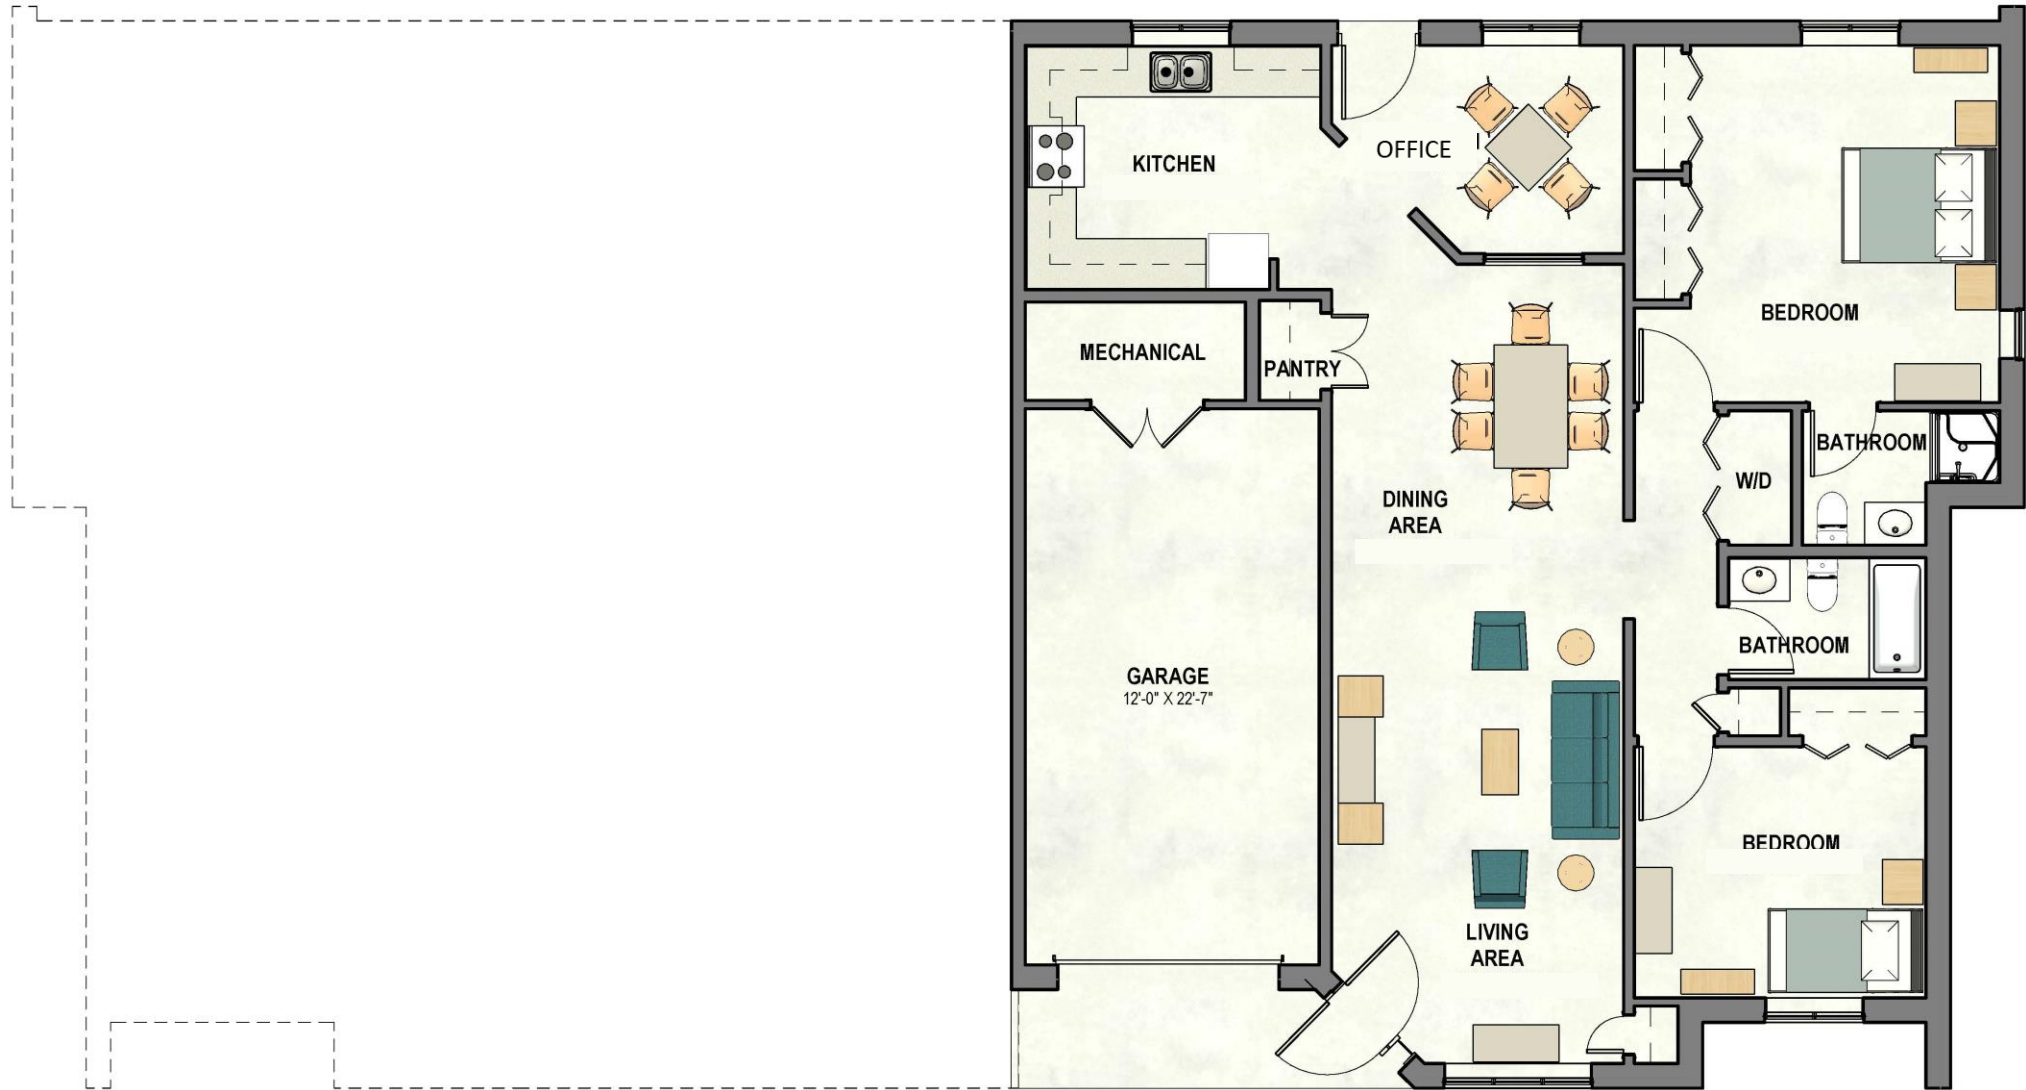 KITCHEN
OFFICE
BEDROOM
MECHANICAL
PANTRY
BATHROOM
W/D
DINING
AREA
BATHROOM
GARAGE
12'-0" X 22'-7"
BEDROOM
LIVING
AREA